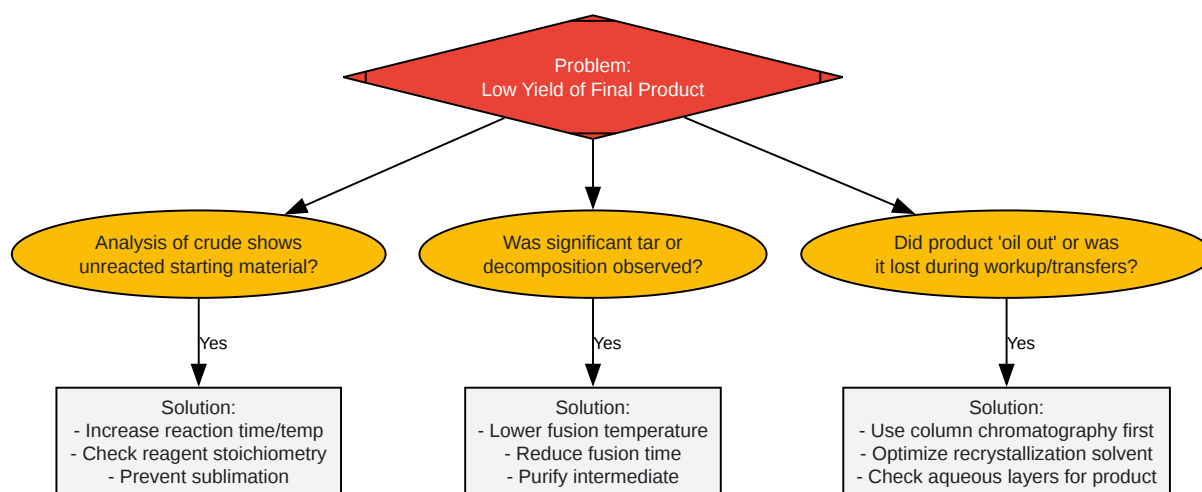 Problem:
Low Yield of Final Product
Analysis of crude shows
unreacted starting material?
Was significant tar or
decomposition observed?
Did product 'oil out' or was
it lost during workup/transfers?
Yes
Yes
Yes
Solution:
- Increase reaction time/temp
- Check reagent stoichiometry
- Prevent sublimation
Solution:
- Lower fusion temperature
- Reduce fusion time
- Purify intermediate
Solution:
- Use column chromatography first
- Optimize recrystallization solvent
- Check aqueous layers for product